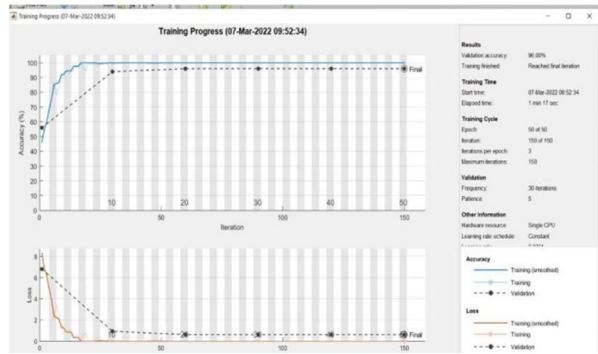 Training Progress (07-Mar-2022 09:52:34)
Training Progress (07-Mar-2022 09:52:34)
Results
Validation accuracy: 96.00%
Training finished: Reached final iteration
Training Time
Start time: 07-Mar-2022 09:52:34
Elapsed time: 1 min 17 sec
Training Cycle
Epoch: 50 of 50
Iteration: 150 of 150
Iterations per epoch: 3
Maximum iterations: 150
Validation
Frequency: 30 iterations
Patience: 5
Other Information
Hardware resource: Single CPU
Learning rate schedule: Constant
Accuracy
Training (smoothed)
Training
Validation
Loss
Training (smoothed)
Training
Validation
Accuracy (%)
100
90
80
70
60
50
40
30
20
10
0
Final
10 20 30 40 50
0 50 100 150
Iteration
Loss
8
6
4
2
0
Final
10
0 50 100 150